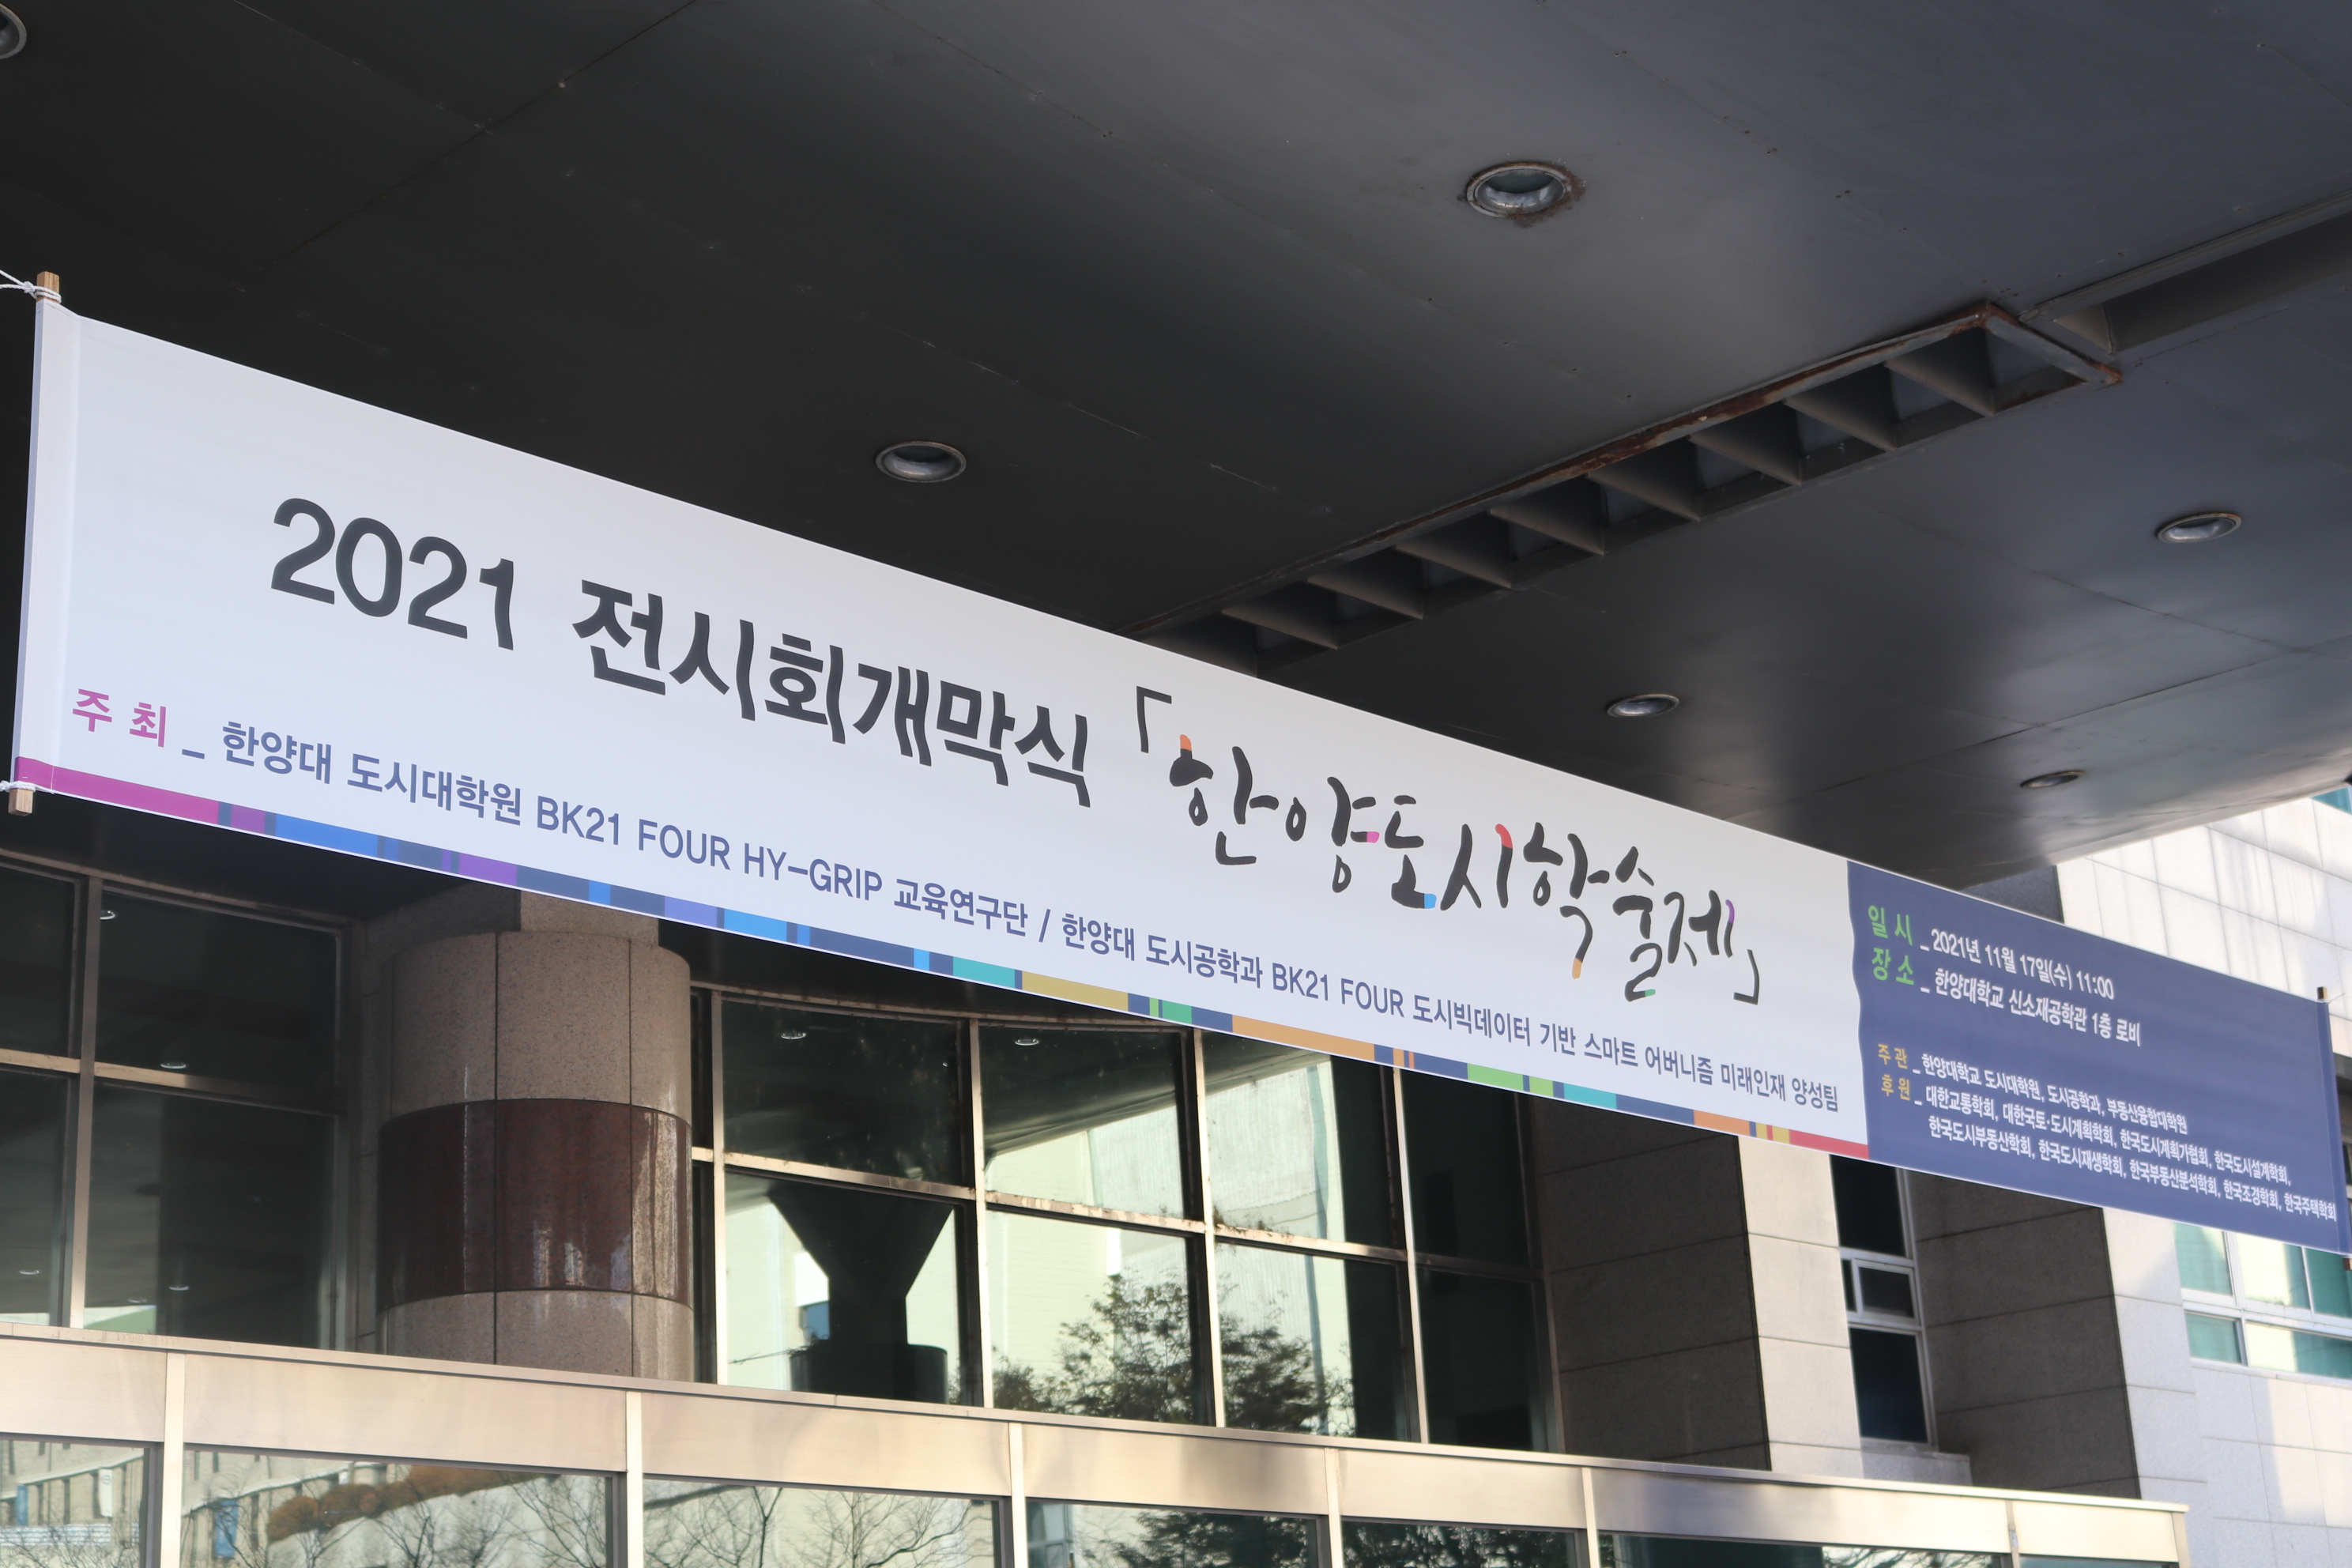 2021 전시회개막식 「한양도시학술제」
주 최 _ 한양대 도시대학원 BK21 FOUR HY-GRIP 교육연구단 / 한양대 도시공학과 BK21 FOUR 도시빅데이터 기반 스마트 어버니즘 미래인재 양성팀
일 시 _ 2021년 11월 17일(수) 11:00
장 소 _ 한양대학교 신소재공학관 1층 로비
주 관 _ 한양대학교 도시대학원, 도시공학과, 부동산융합대학원
후 원 _ 대한교통학회, 대한국토·도시계획학회, 한국도시계획가협회, 한국도시설계학회,
한국도시부동산학회, 한국도시재생학회, 한국부동산분석학회, 한국조경학회, 한국주택학회